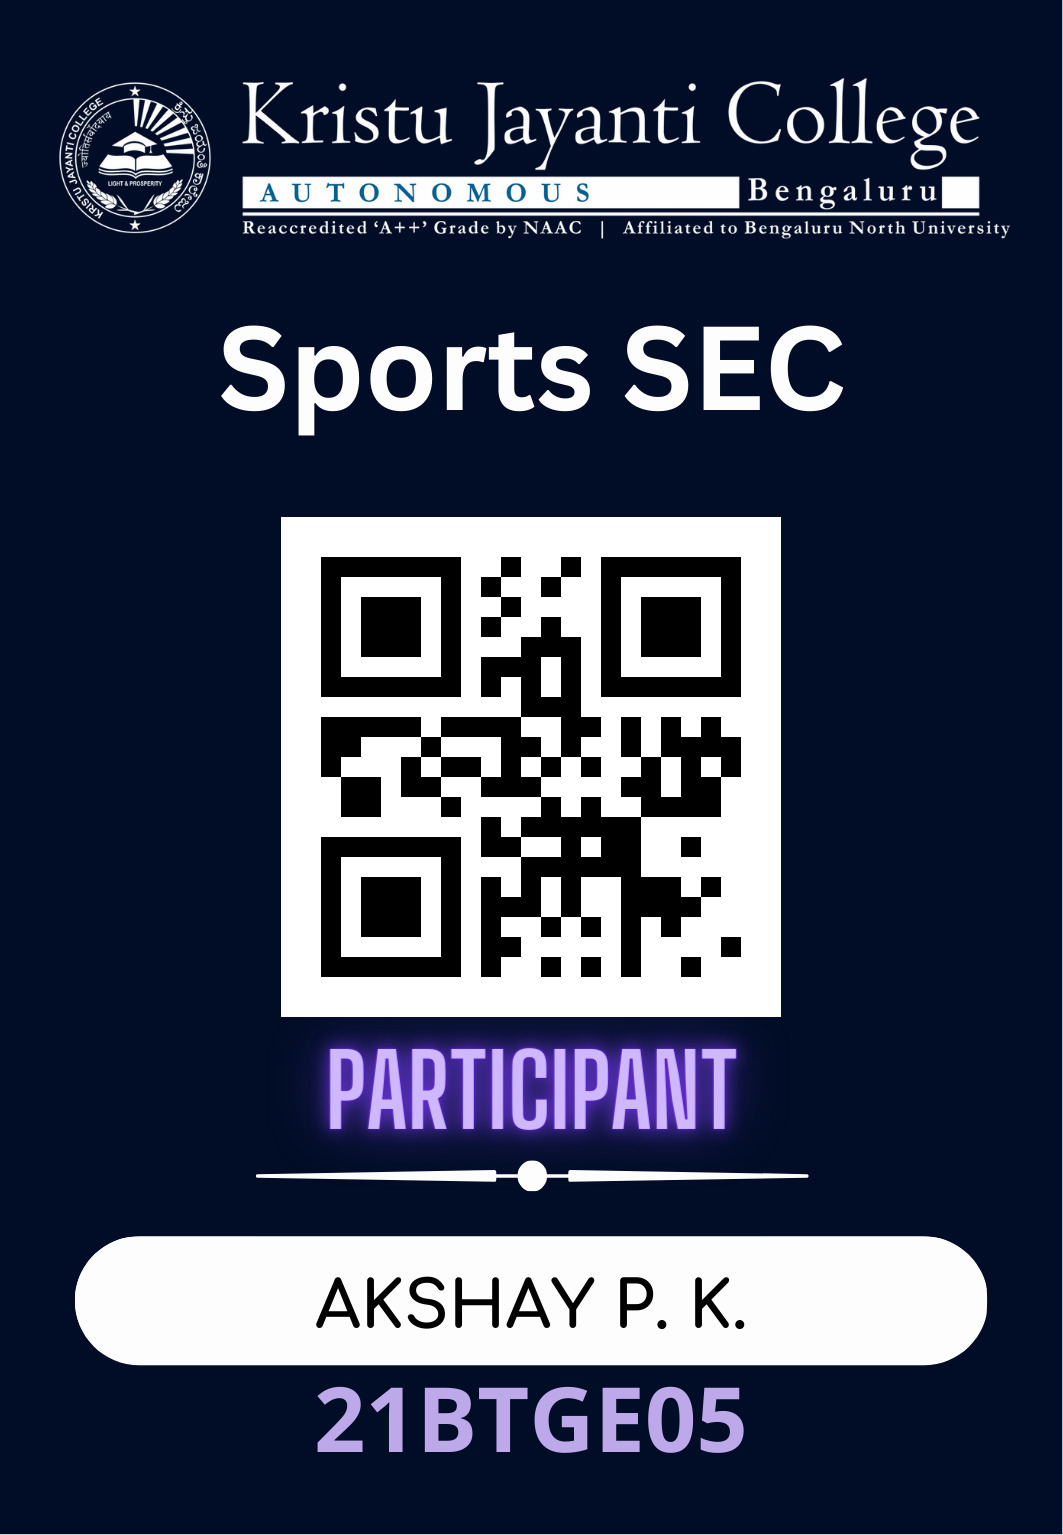 KRISTU JAYANTI COLLEGE
ಕ್ರಿಸ್ತು ಜಯಂತಿ ಕಾಲೇಜು
LIGHT & PROSPERITY
Kristu Jayanti College
AUTONOMOUS Bengaluru
Reaccredited ‘A++’ Grade by NAAC | Affiliated to Bengaluru North University
Sports SEC
PARTICIPANT
AKSHAY P. K.
21BTGE05